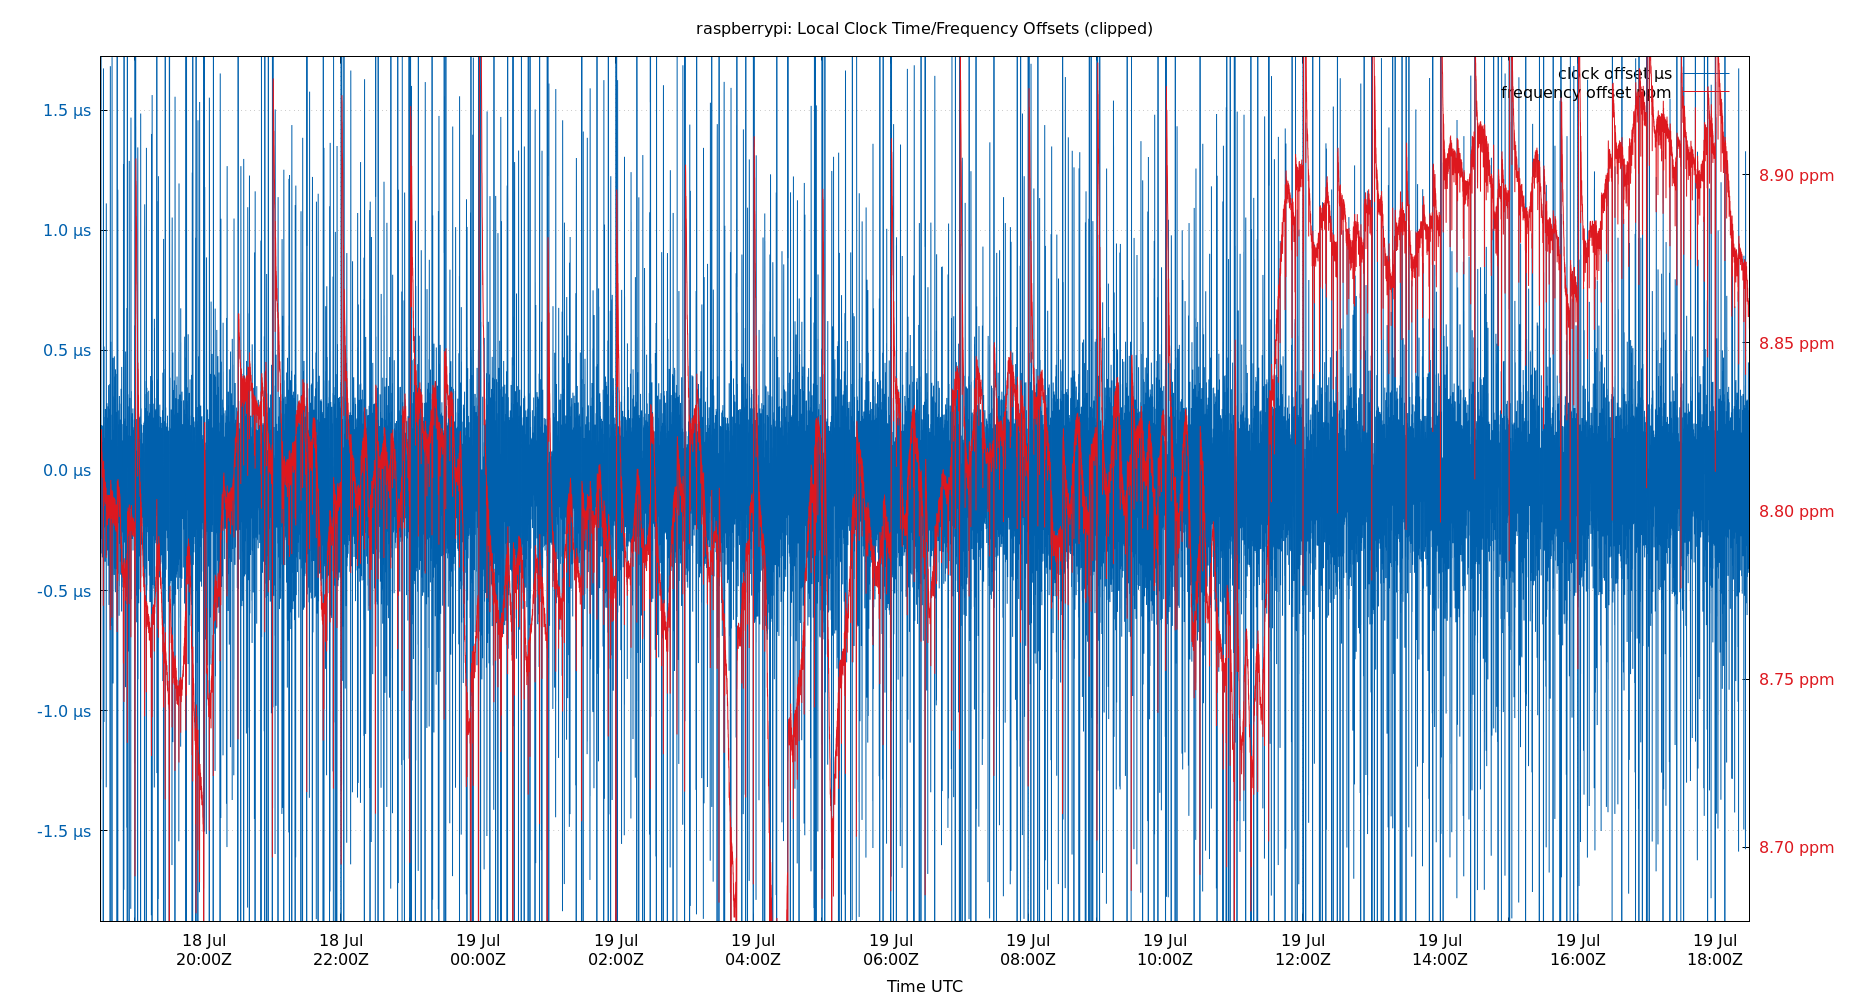 raspberrypi: Local Clock Time/Frequency Offsets (clipped)
clock offset µs
frequency offset ppm
1.5 µs
1.0 µs
0.5 µs
0.0 µs
-0.5 µs
-1.0 µs
-1.5 µs
8.90 ppm
8.85 ppm
8.80 ppm
8.75 ppm
8.70 ppm
18 Jul 18 Jul 19 Jul 19 Jul 19 Jul 19 Jul 19 Jul 19 Jul 19 Jul 19 Jul 19 Jul 19 Jul
20:00Z 22:00Z 00:00Z 02:00Z 04:00Z 06:00Z 08:00Z 10:00Z 12:00Z 14:00Z 16:00Z 18:00Z
Time UTC